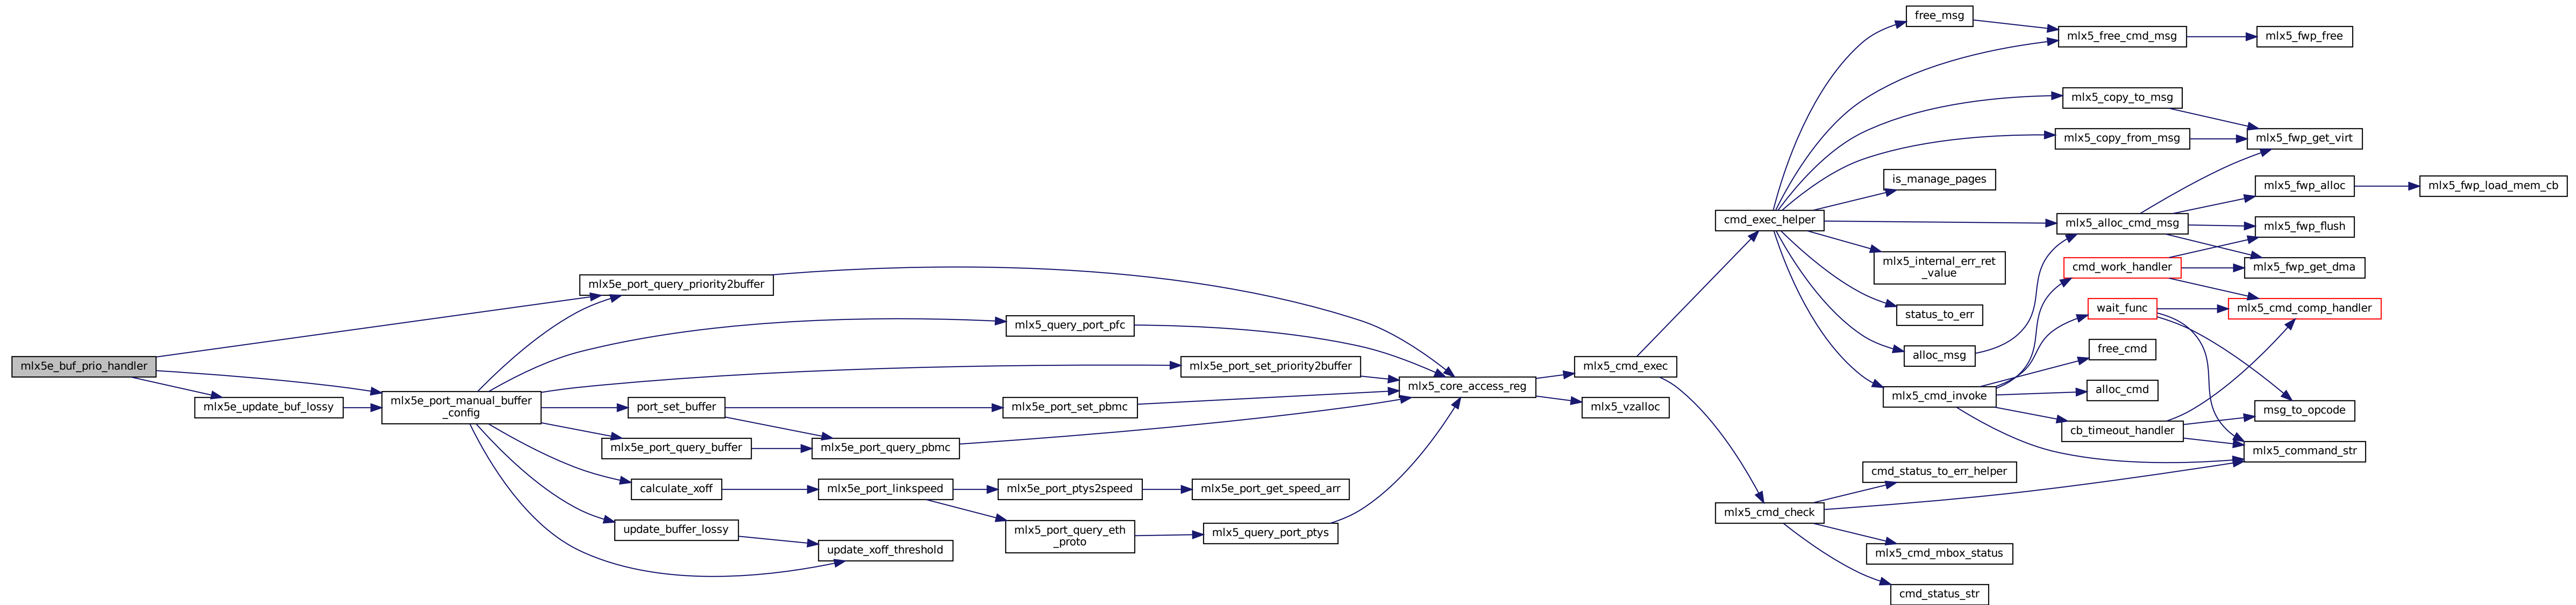 mlx5e_buf_prio_handler
mlx5e_update_buf_lossy
mlx5e_port_manual_buffer
_config
mlx5e_port_query_priority2buffer
port_set_buffer
mlx5e_port_query_buffer
calculate_xoff
update_buffer_lossy
mlx5e_port_query_pbmc
mlx5e_port_linkspeed
update_xoff_threshold
mlx5_query_port_pfc
mlx5e_port_set_pbmc
mlx5e_port_ptys2speed
mlx5_port_query_eth
_proto
mlx5e_port_set_priority2buffer
mlx5e_port_get_speed_arr
mlx5_query_port_ptys
mlx5_core_access_reg
mlx5_cmd_exec
mlx5_vzalloc
cmd_exec_helper
mlx5_cmd_check
free_msg
is_manage_pages
mlx5_internal_err_ret
_value
status_to_err
alloc_msg
mlx5_cmd_invoke
cmd_status_to_err_helper
mlx5_cmd_mbox_status
cmd_status_str
mlx5_free_cmd_msg
mlx5_copy_to_msg
mlx5_copy_from_msg
mlx5_alloc_cmd_msg
cmd_work_handler
wait_func
free_cmd
alloc_cmd
cb_timeout_handler
mlx5_fwp_free
mlx5_fwp_get_virt
mlx5_fwp_alloc
mlx5_fwp_flush
mlx5_fwp_get_dma
mlx5_cmd_comp_handler
msg_to_opcode
mlx5_command_str
mlx5_fwp_load_mem_cb